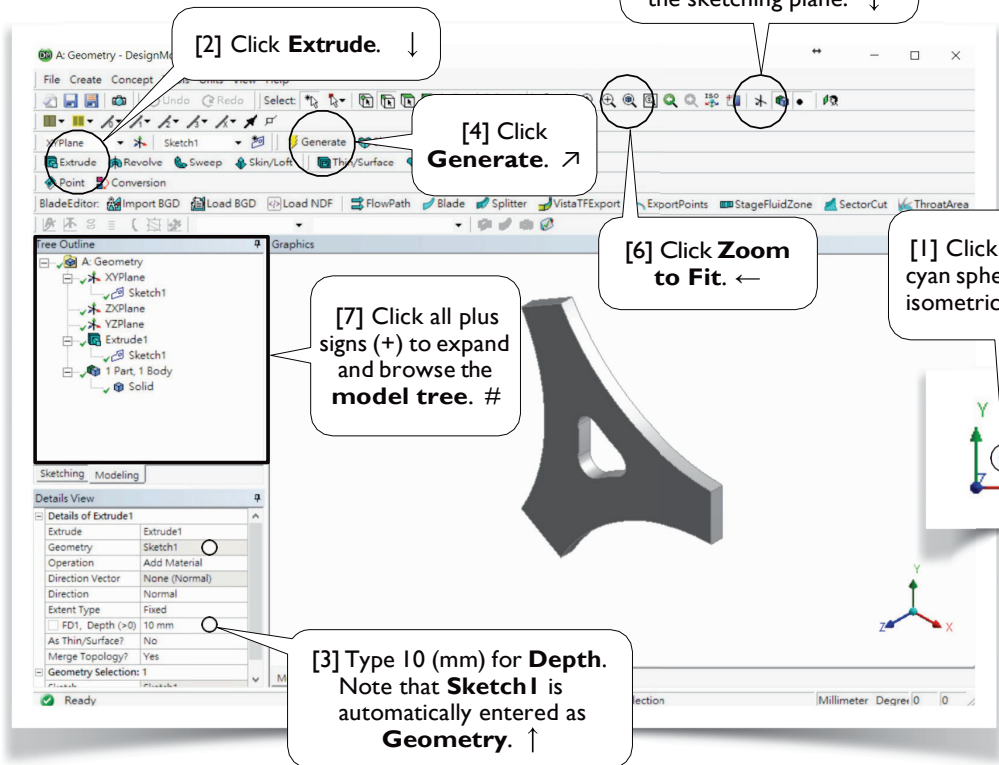 the sketching plane. ↓
[2] Click Extrude. ↓
A: Geometry - DesignMo
File Create Concept Tools Units View Help
Undo Redo Select:
XYPlane Sketch1 Generate
[4] Click
Generate. ↗
Extrude Revolve Sweep Skin/Loft Thin/Surface
Point Conversion
BladeEditor: Import BGD Load BGD Load NDF FlowPath Blade Splitter VistaTFExport ExportPoints StageFluidZone SectorCut ThroatArea
Tree Outline
Graphics
A: Geometry
XYPlane
Sketch1
ZXPlane
YZPlane
Extrude1
Sketch1
1 Part, 1 Body
Solid
[6] Click Zoom
to Fit. ←
[1] Click
cyan sphe
isometric
[7] Click all plus
signs (+) to expand
and browse the
model tree. #
Y
Z
Sketching Modeling
Details View
Details of Extrude1
Extrude Extrude1
Geometry Sketch1
Operation Add Material
Direction Vector None (Normal)
Direction Normal
Extent Type Fixed
FD1, Depth (>0) 10 mm
As Thin/Surface? No
Merge Topology? Yes
Geometry Selection: 1
Y
Z X
[3] Type 10 (mm) for Depth.
Note that Sketch1 is
automatically entered as
Geometry. ↑
Ready
lection
Millimeter Degree 0 0